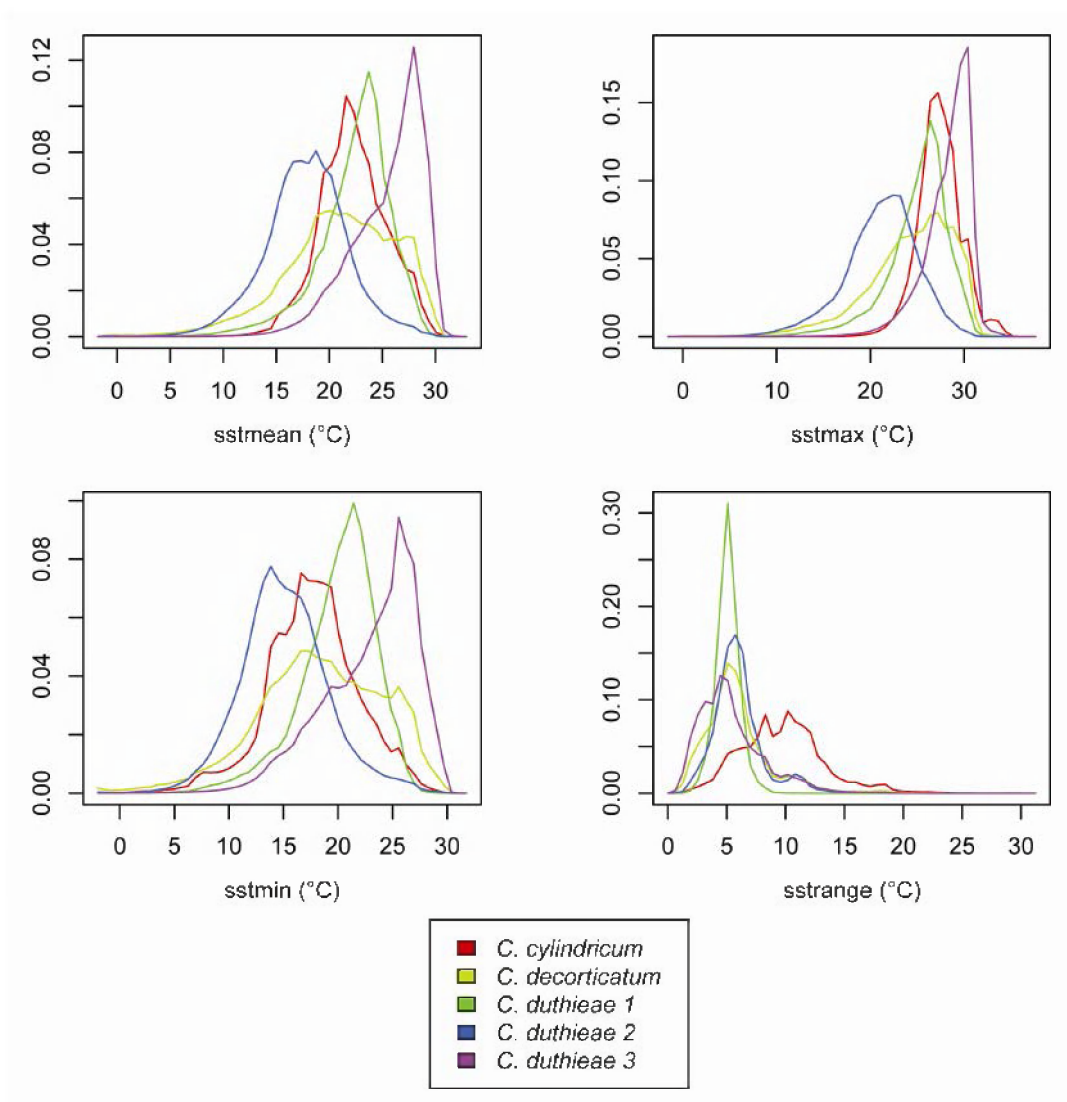 0.12
0.08
0.04
0.00
0 5 10 15 20 25 30
sstmean (°C)
0.15
0.10
0.05
0.00
0 10 20 30
sstmax (°C)
0.08
0.04
0.00
0 5 10 15 20 25 30
sstmin (°C)
0.30
0.20
0.10
0.00
0 5 10 15 20 25 30
sstrange (°C)
C. cylindricum
C. decorticatum
C. duthieae 1
C. duthieae 2
C. duthieae 3